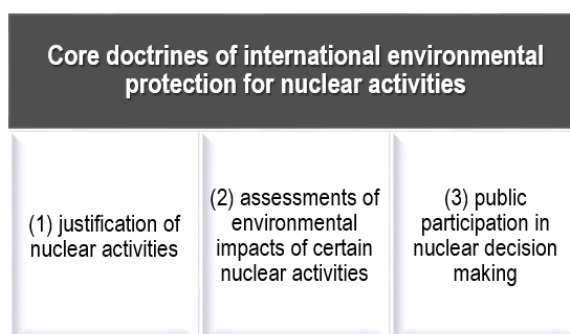 Core doctrines of international environmental
protection for nuclear activities
(1) justification of
nuclear activities
(2) assessments of
environmental
impacts of certain
nuclear activities
(3) public
participation in
nuclear decision
making